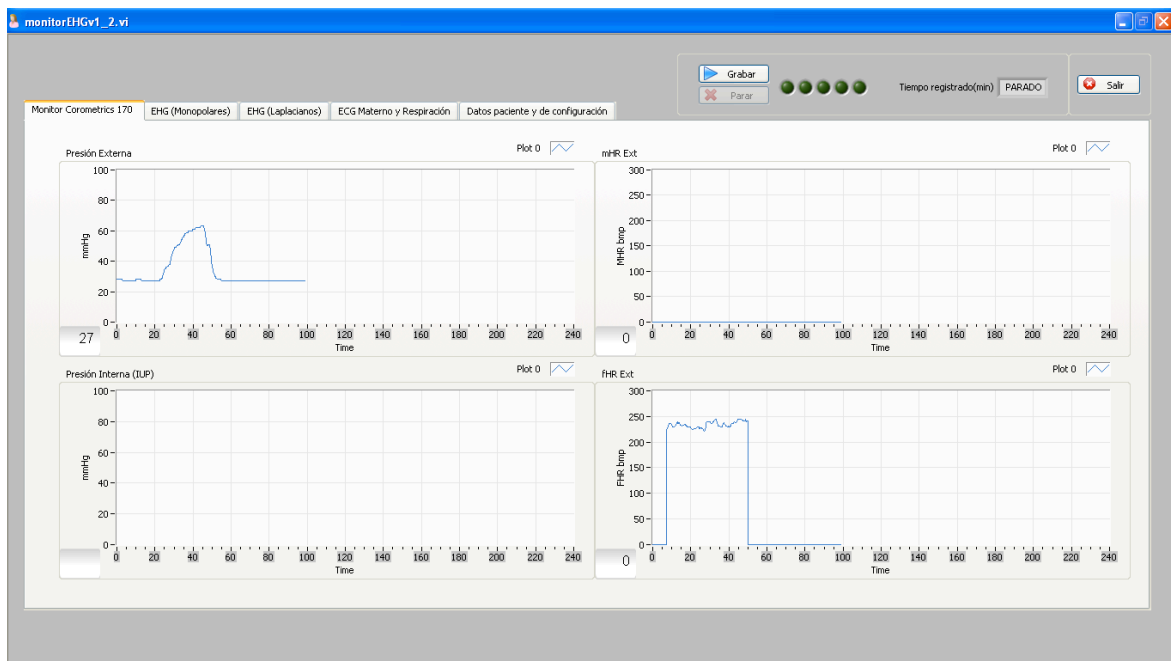 monitorEHGv1_2.vi
Grabar
Parar
Tiempo registrado(min) PARADO
Salir
Monitor Corometrics 170 EHG (Monopolares) EHG (Laplacianos) ECG Materno y Respiración Datos paciente y de configuración
Presión Externa Plot 0
100
80
60
40
20
0
mmHg
27
0 20 40 60 80 100 120 140 160 180 200 220 240
Time
mHR Ext Plot 0
300
250
200
150
100
50
0
MHR bmp
0
0 20 40 60 80 100 120 140 160 180 200 220 240
Time
Presión Interna (IUP) Plot 0
100
80
60
40
20
0
mmHg
0 20 40 60 80 100 120 140 160 180 200 220 240
Time
fHR Ext Plot 0
300
250
200
150
100
50
0
FHR bmp
0
0 20 40 60 80 100 120 140 160 180 200 220 240
Time